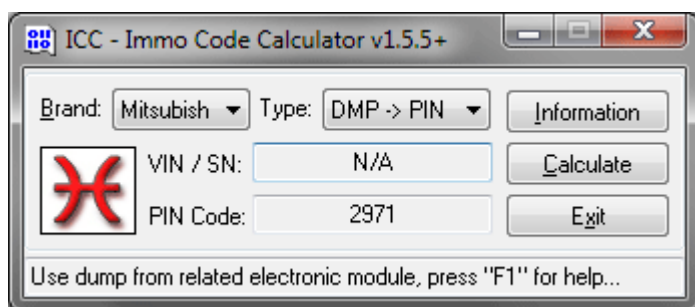 ICC - Immo Code Calculator v1.5.5+
Brand: Mitsubish Type: DMP -> PIN Information
VIN / SN: N/A Calculate
PIN Code: 2971 Exit
Use dump from related electronic module, press "F1" for help...